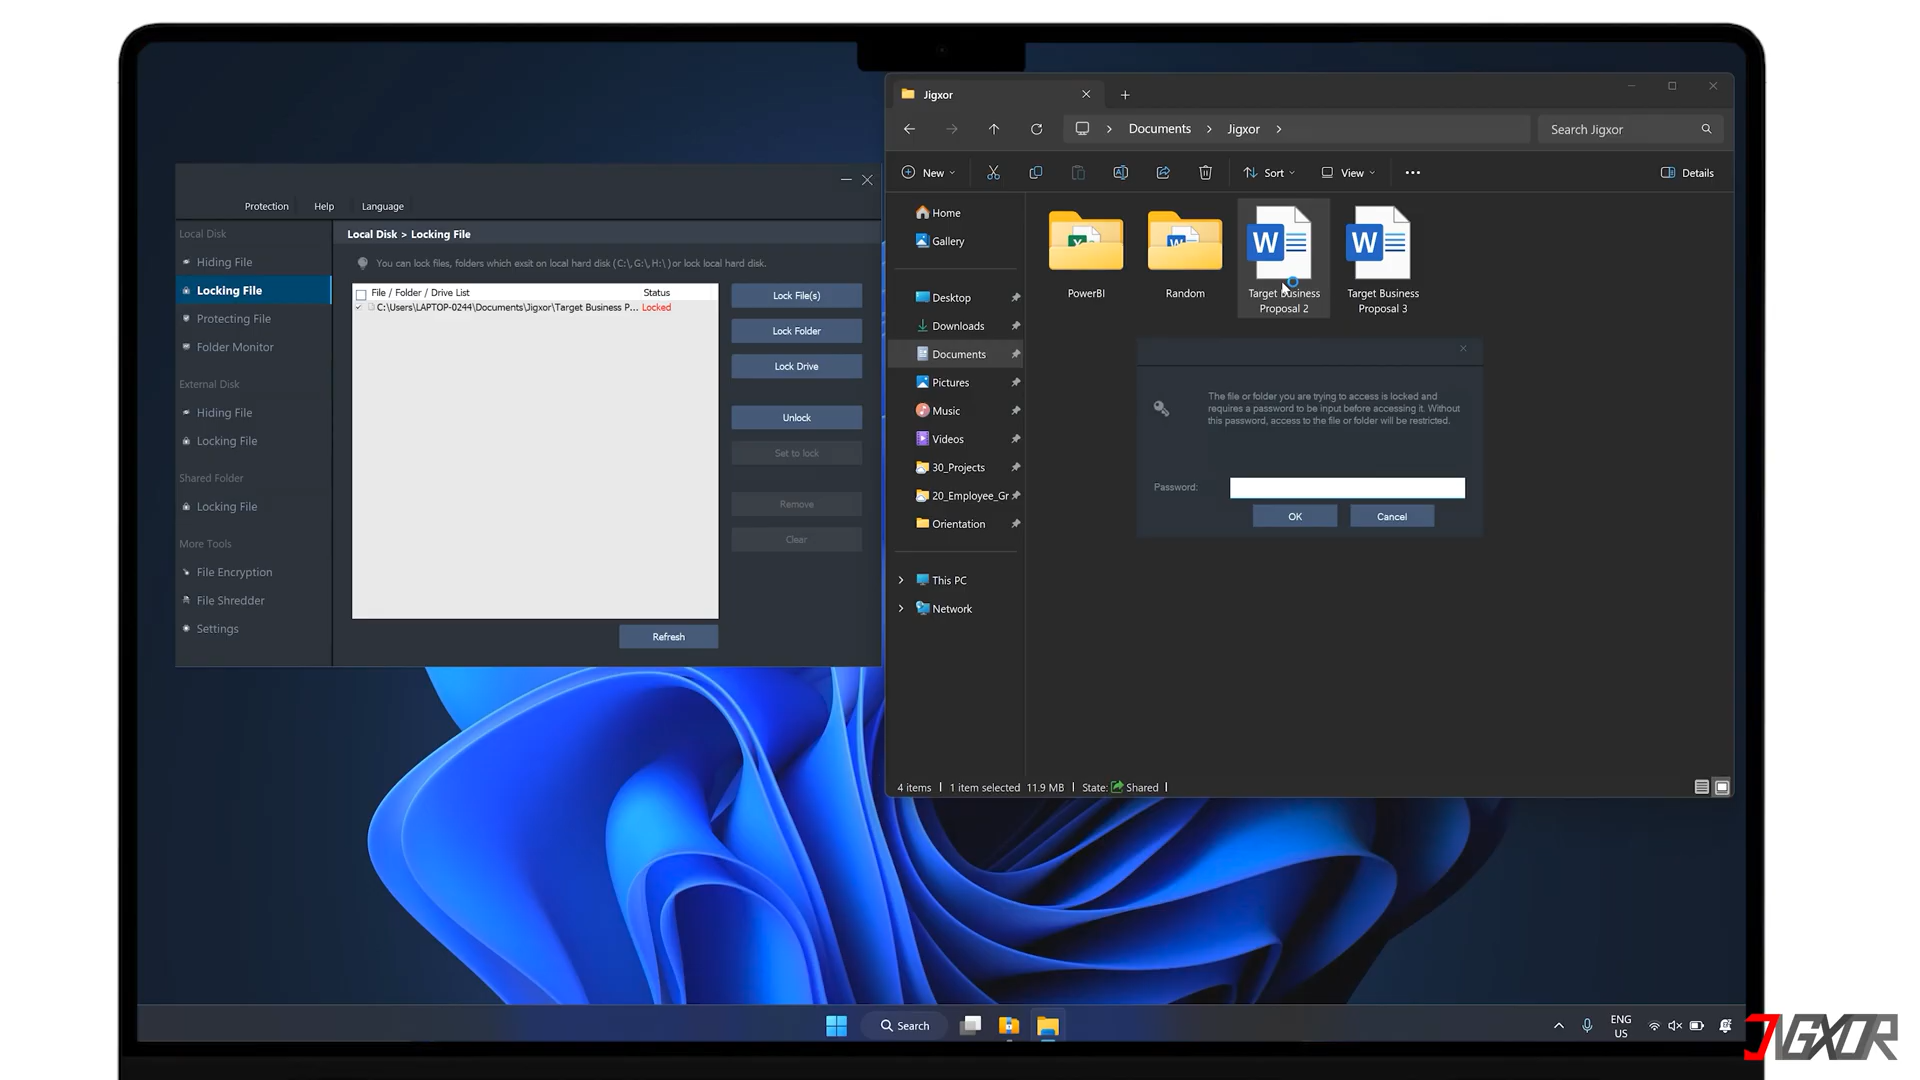 Protection Help Language
Local Disk
Hiding File
Locking File
Protecting File
Folder Monitor
External Disk
Hiding File
Locking File
Shared Folder
Locking File
More Tools
File Encryption
File Shredder
Settings
Local Disk > Locking File
You can lock files, folders which exsit on local hard disk (C:\,G:\,H:\) or lock local hard disk.
File / Folder / Drive List Status
C:\Users\LAPTOP-0244\Documents\Jigxor\Target Business P... Locked
Lock File(s)
Lock Folder
Lock Drive
Unlock
Set to lock
Remove
Clear
Refresh
Jigxor
Documents > Jigxor >
Search Jigxor
New
Sort
View
Details
Home
Gallery
Desktop
Downloads
Documents
Pictures
Music
Videos
30_Projects
20_Employee_Gr
Orientation
This PC
Network
PowerBI
Random
Target Business
Proposal 2
Target Business
Proposal 3
The file or folder you are trying to access is locked and
requires a password to be input before accessing it. Without
this password, access to the file or folder will be restricted.
Password:
OK
Cancel
4 items | 1 item selected 11.9 MB | State: Shared |
Search
ENG
US
JIGXOR